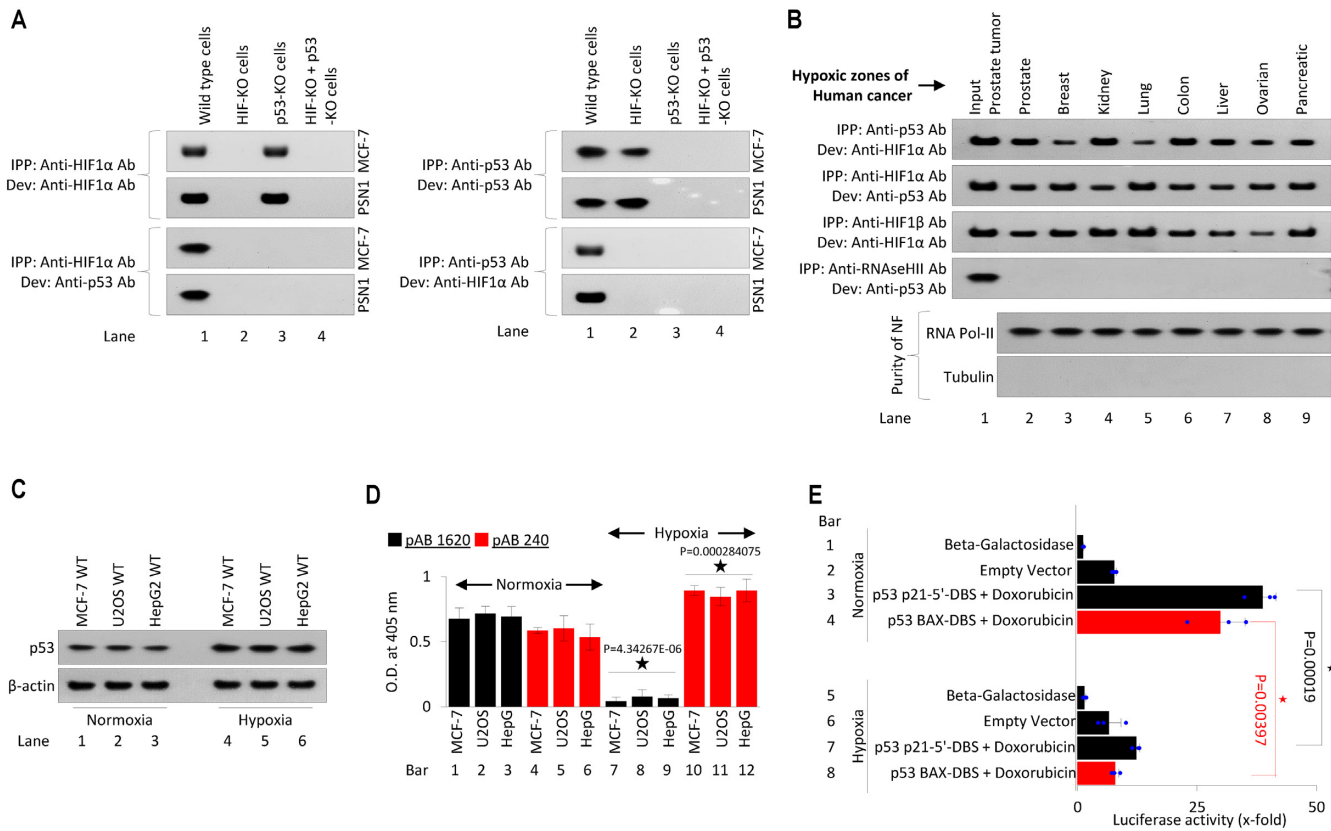 A
Wild type cells
HIF-KO cells
p53-KO cells
HIF-KO + p53
-KO cells
IPP: Anti-HIF1α Ab
Dev: Anti-HIF1α Ab
MCF-7
PSN1
IPP: Anti-HIF1α Ab
Dev: Anti-p53 Ab
MCF-7
PSN1
Lane 1 2 3 4
Wild type cells
HIF-KO cells
p53-KO cells
HIF-KO + p53
-KO cells
IPP: Anti-p53 Ab
Dev: Anti-p53 Ab
MCF-7
PSN1
IPP: Anti-p53 Ab
Dev: Anti-HIF1α Ab
MCF-7
PSN1
Lane 1 2 3 4
B
Hypoxic zones of
Human cancer
Input
Prostate tumor
Prostate
Breast
Kidney
Lung
Colon
Liver
Ovarian
Pancreatic
IPP: Anti-p53 Ab
Dev: Anti-HIF1α Ab
IPP: Anti-HIF1α Ab
Dev: Anti-p53 Ab
IPP: Anti-HIF1β Ab
Dev: Anti-HIF1α Ab
IPP: Anti-RNAseHII Ab
Dev: Anti-p53 Ab
Purity of NF
RNA Pol-II
Tubulin
Lane 1 2 3 4 5 6 7 8 9
C
MCF-7 WT
U2OS WT
HepG2 WT
MCF-7 WT
U2OS WT
HepG2 WT
p53
β-actin
Normoxia Hypoxia
Lane 1 2 3 4 5 6
D
Hypoxia
pAB 1620 pAB 240
P=0.000284075
Normoxia
P=4.34267E-06
O.D. at 405 nm
1
0.5
0
MCF-7
U2OS
HepG
MCF-7
U2OS
HepG
MCF-7
U2OS
HepG
MCF-7
U2OS
HepG
Bar 1 2 3 4 5 6 7 8 9 10 11 12
E
Bar
Normoxia
1 Beta-Galactosidase
2 Empty Vector
3 p53 p21-5'-DBS + Doxorubicin
4 p53 BAX-DBS + Doxorubicin
Hypoxia
5 Beta-Galactosidase
6 Empty Vector
7 p53 p21-5'-DBS + Doxorubicin
8 p53 BAX-DBS + Doxorubicin
P=0.00397
P=0.00019
0 25 50
Luciferase activity (x-fold)